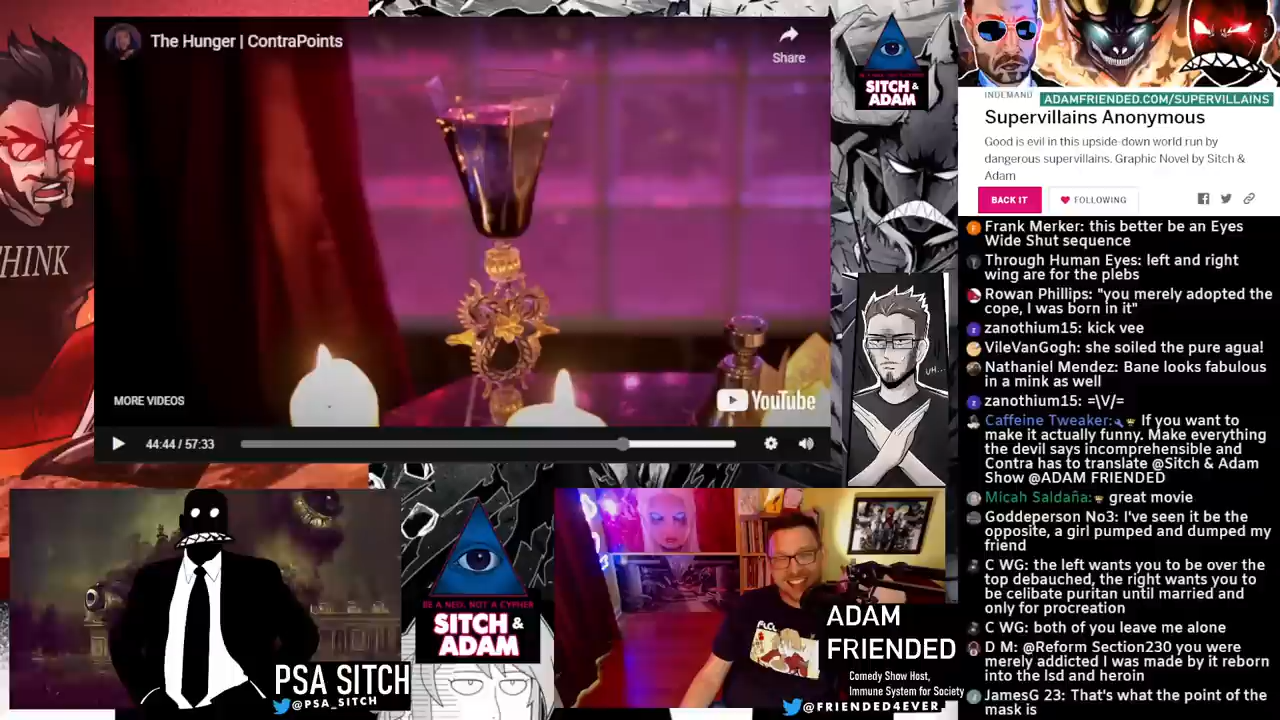 The Hunger | ContraPoints
Share
MORE VIDEOS
YouTube
44:44 / 57:33
THINK
SITCH &
ADAM
UH...
BE A NEO, NOT A CYPHER
SITCH &
ADAM
PSA SITCH
@PSA_SITCH
FLCL
ADAM
FRIENDED
Comedy Show Host,
Immune System for Society
@FRIENDED4EVER
INDEMAND
ADAMFRIENDED.COM/SUPERVILLAINS
Supervillains Anonymous
Good is evil in this upside-down world run by
dangerous supervillains. Graphic Novel by Sitch &
Adam
BACK IT
FOLLOWING
Frank Merker: this better be an Eyes
Wide Shut sequence
Through Human Eyes: left and right
wing are for the plebs
Rowan Phillips: "you merely adopted the
cope, I was born in it"
zanothium15: kick vee
VileVanGogh: she soiled the pure agua!
Nathaniel Mendez: Bane looks fabulous
in a mink as well
zanothium15: =\V/=
Caffeine Tweaker: If you want to
make it actually funny. Make everything
the devil says incomprehensible and
Contra has to translate @Sitch & Adam
Show @ADAM FRIENDED
Micah Saldaña: great movie
Goddeperson No3: I've seen it be the
opposite, a girl pumped and dumped my
friend
C WG: the left wants you to be over the
top debauched, the right wants you to
be celibate puritan until married and
only for procreation
C WG: both of you leave me alone
D M: @Reform Section230 you were
merely addicted I was made by it reborn
into the lsd and heroin
JamesG 23: That's what the point of the
mask is